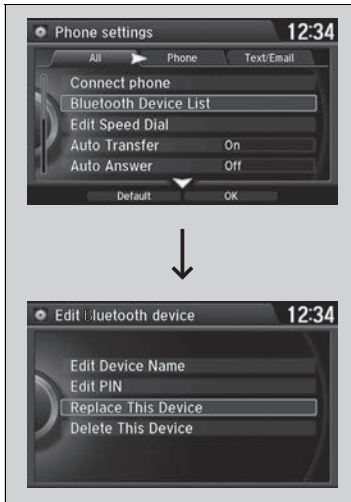 Phone settings 12:34
All Phone Text/Email
Connect phone
Bluetooth Device List
Edit Speed Dial
Auto Transfer On
Auto Answer Off
Default OK
Edit Bluetooth device 12:34
Edit Device Name
Edit PIN
Replace This Device
Delete This Device